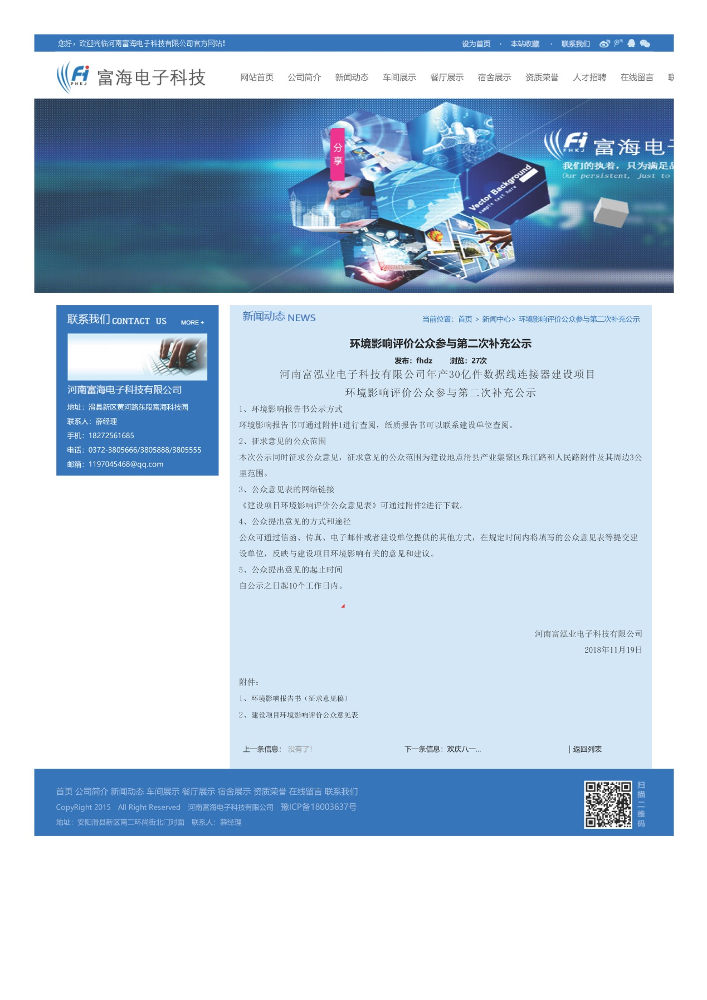 您好，欢迎光临河南富海电子科技有限公司官方网站！
设为首页 · 本站收藏 · 联系我们
Fi
FHKJ
富海电子科技
网站首页 公司简介 新闻动态 车间展示 餐厅展示 宿舍展示 资质荣誉 人才招聘 在线留言
分享
Vector Background
sample text here
Fi
FHKJ
富海电
我们的执着，只为满足
Our persistent, just to
联系我们 CONTACT US MORE +
河南富海电子科技有限公司
地址：滑县新区黄河路东段富海科技园
联系人：薛经理
手机：18272561685
电话：0372-3805666/3805888/3805555
邮箱：1197045468@qq.com
新闻动态 NEWS
当前位置：首页 > 新闻中心> 环境影响评价公众参与第二次补充公示
环境影响评价公众参与第二次补充公示
发布：fhdz 浏览：27次
河南富泓业电子科技有限公司年产30亿件数据线连接器建设项目
环境影响评价公众参与第二次补充公示
1、环境影响报告书公示方式
环境影响报告书可通过附件1进行查阅，纸质报告书可以联系建设单位查阅。
2、征求意见的公众范围
本次公示同时征求公众意见，征求意见的公众范围为建设地点滑县产业集聚区珠江路和人民路附件及其周边3公
里范围。
3、公众意见表的网络链接
《建设项目环境影响评价公众意见表》可通过附件2进行下载。
4、公众提出意见的方式和途径
公众可通过信函、传真、电子邮件或者建设单位提供的其他方式，在规定时间内将填写的公众意见表等提交建
设单位，反映与建设项目环境影响有关的意见和建议。
5、公众提出意见的起止时间
自公示之日起10个工作日内。
河南富泓业电子科技有限公司
2018年11月19日
附件：
1、环境影响报告书（征求意见稿）
2、建设项目环境影响评价公众意见表
上一条信息： 没有了！ 下一条信息：欢庆八一... | 返回列表
首页 公司简介 新闻动态 车间展示 餐厅展示 宿舍展示 资质荣誉 在线留言 联系我们
CopyRight 2015 All Right Reserved 河南富海电子科技有限公司 豫ICP备18003637号
地址：安阳滑县新区南二环尚街北门对面 联系人：薛经理
扫描二维码